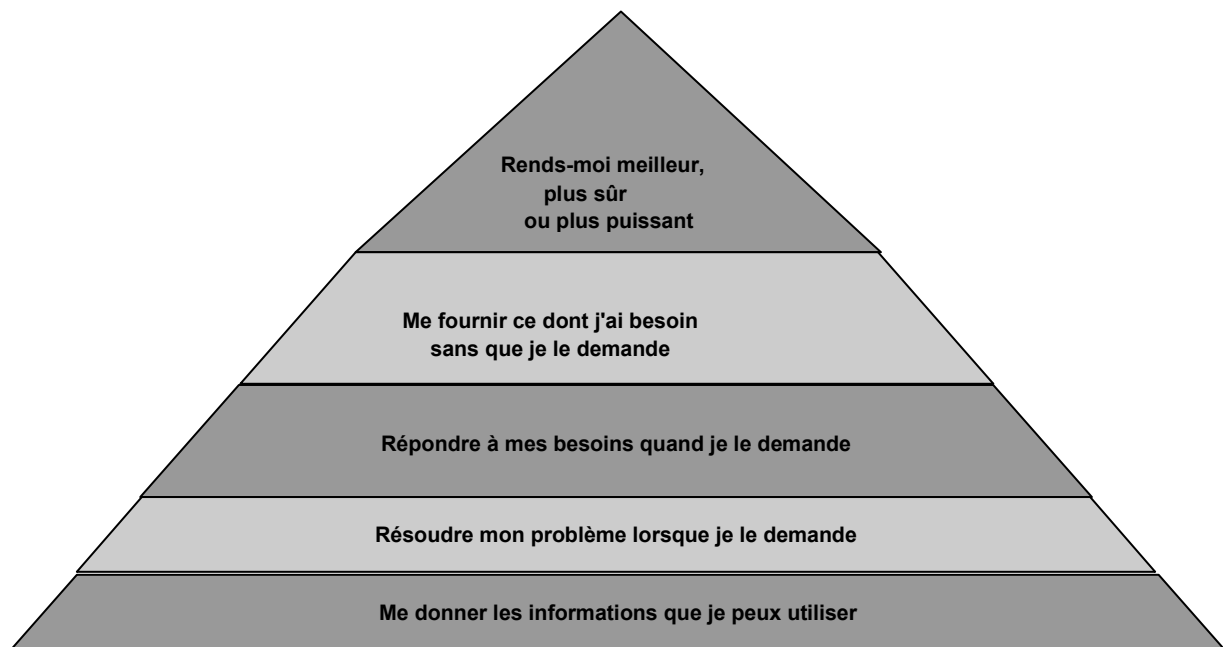 Rends-moi meilleur,
plus sûr
ou plus puissant
Me fournir ce dont j'ai besoin
sans que je le demande
Répondre à mes besoins quand je le demande
Résoudre mon problème lorsque je le demande
Me donner les informations que je peux utiliser